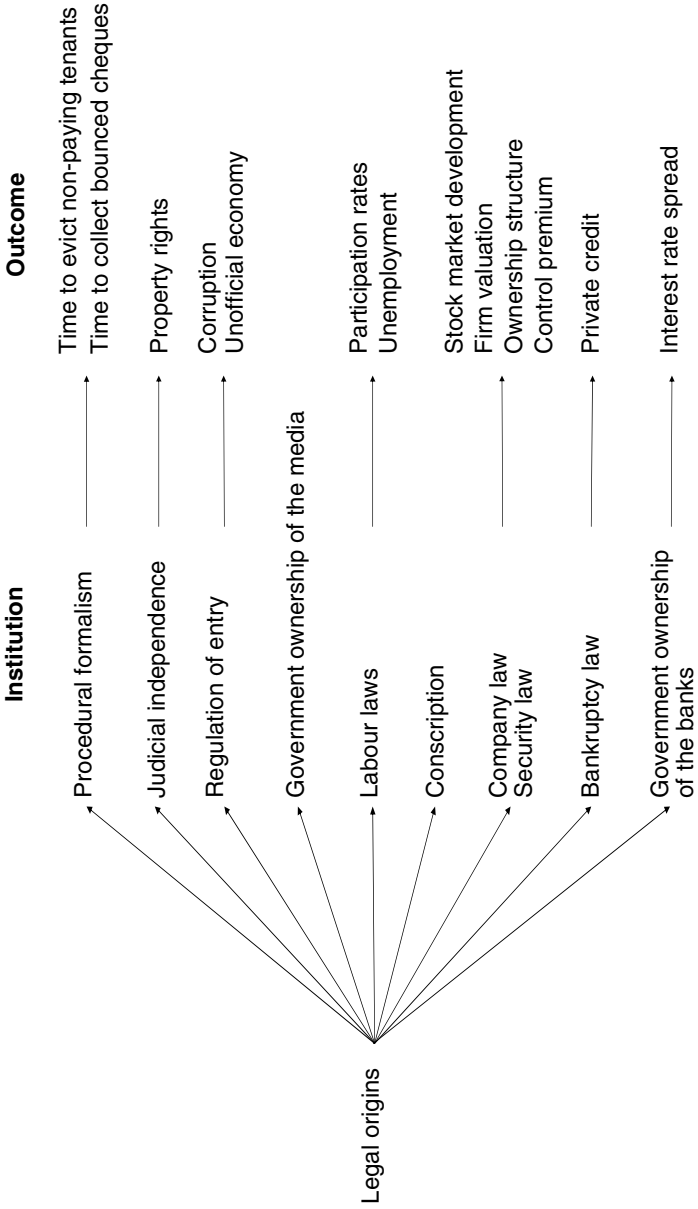 Institution
Outcome
Legal origins
Procedural formalism
Time to evict non-paying tenants
Time to collect bounced cheques
Judicial independence
Property rights
Regulation of entry
Corruption
Unofficial economy
Government ownership of the media
Labour laws
Participation rates
Unemployment
Conscription
Company law
Security law
Stock market development
Firm valuation
Ownership structure
Control premium
Bankruptcy law
Private credit
Government ownership
of the banks
Interest rate spread